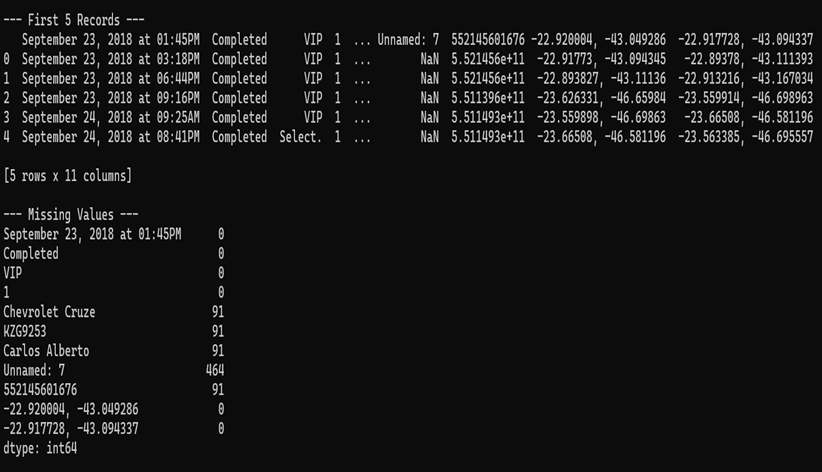 --- First 5 Records ---
September 23, 2018 at 01:45PM Completed VIP 1 ... Unnamed: 7 552145601676 -22.920004, -43.049286 -22.917728, -43.094337
0 September 23, 2018 at 03:18PM Completed VIP 1 ... NaN 5.521456e+11 -22.91773, -43.094345 -22.89378, -43.111393
1 September 23, 2018 at 06:44PM Completed VIP 1 ... NaN 5.521456e+11 -22.893827, -43.11136 -22.913216, -43.167034
2 September 23, 2018 at 09:16PM Completed VIP 1 ... NaN 5.511396e+11 -23.626331, -46.65984 -23.559914, -46.698963
3 September 24, 2018 at 09:25AM Completed VIP 1 ... NaN 5.511493e+11 -23.559898, -46.69863 -23.66508, -46.581196
4 September 24, 2018 at 08:41PM Completed Select. 1 ... NaN 5.511493e+11 -23.66508, -46.581196 -23.563385, -46.695557
[5 rows x 11 columns]
--- Missing Values ---
September 23, 2018 at 01:45PM 0
Completed 0
VIP 0
1 0
Chevrolet Cruze 91
KZG9253 91
Carlos Alberto 91
Unnamed: 7 464
552145601676 91
-22.920004, -43.049286 0
-22.917728, -43.094337 0
dtype: int64